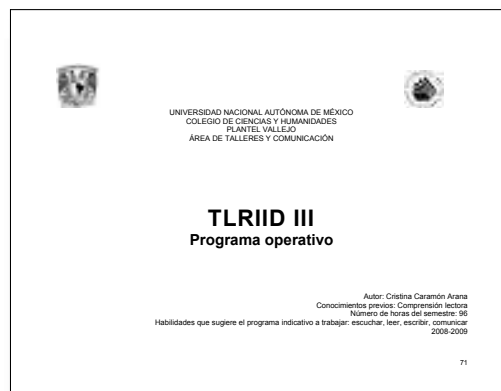 UNIVERSIDAD NACIONAL AUTÓNOMA DE MÉXICO
COLEGIO DE CIENCIAS Y HUMANIDADES
PLANTEL VALLEJO
ÁREA DE TALLERES Y COMUNICACIÓN
TLRIID III
Programa operativo
Autor: Cristina Caramón Arana
Conocimientos previos: Comprensión lectora
Número de horas del semestre: 96
Habilidades que sugiere el programa indicativo a trabajar: escuchar, leer, escribir, comunicar
2008-2009
71